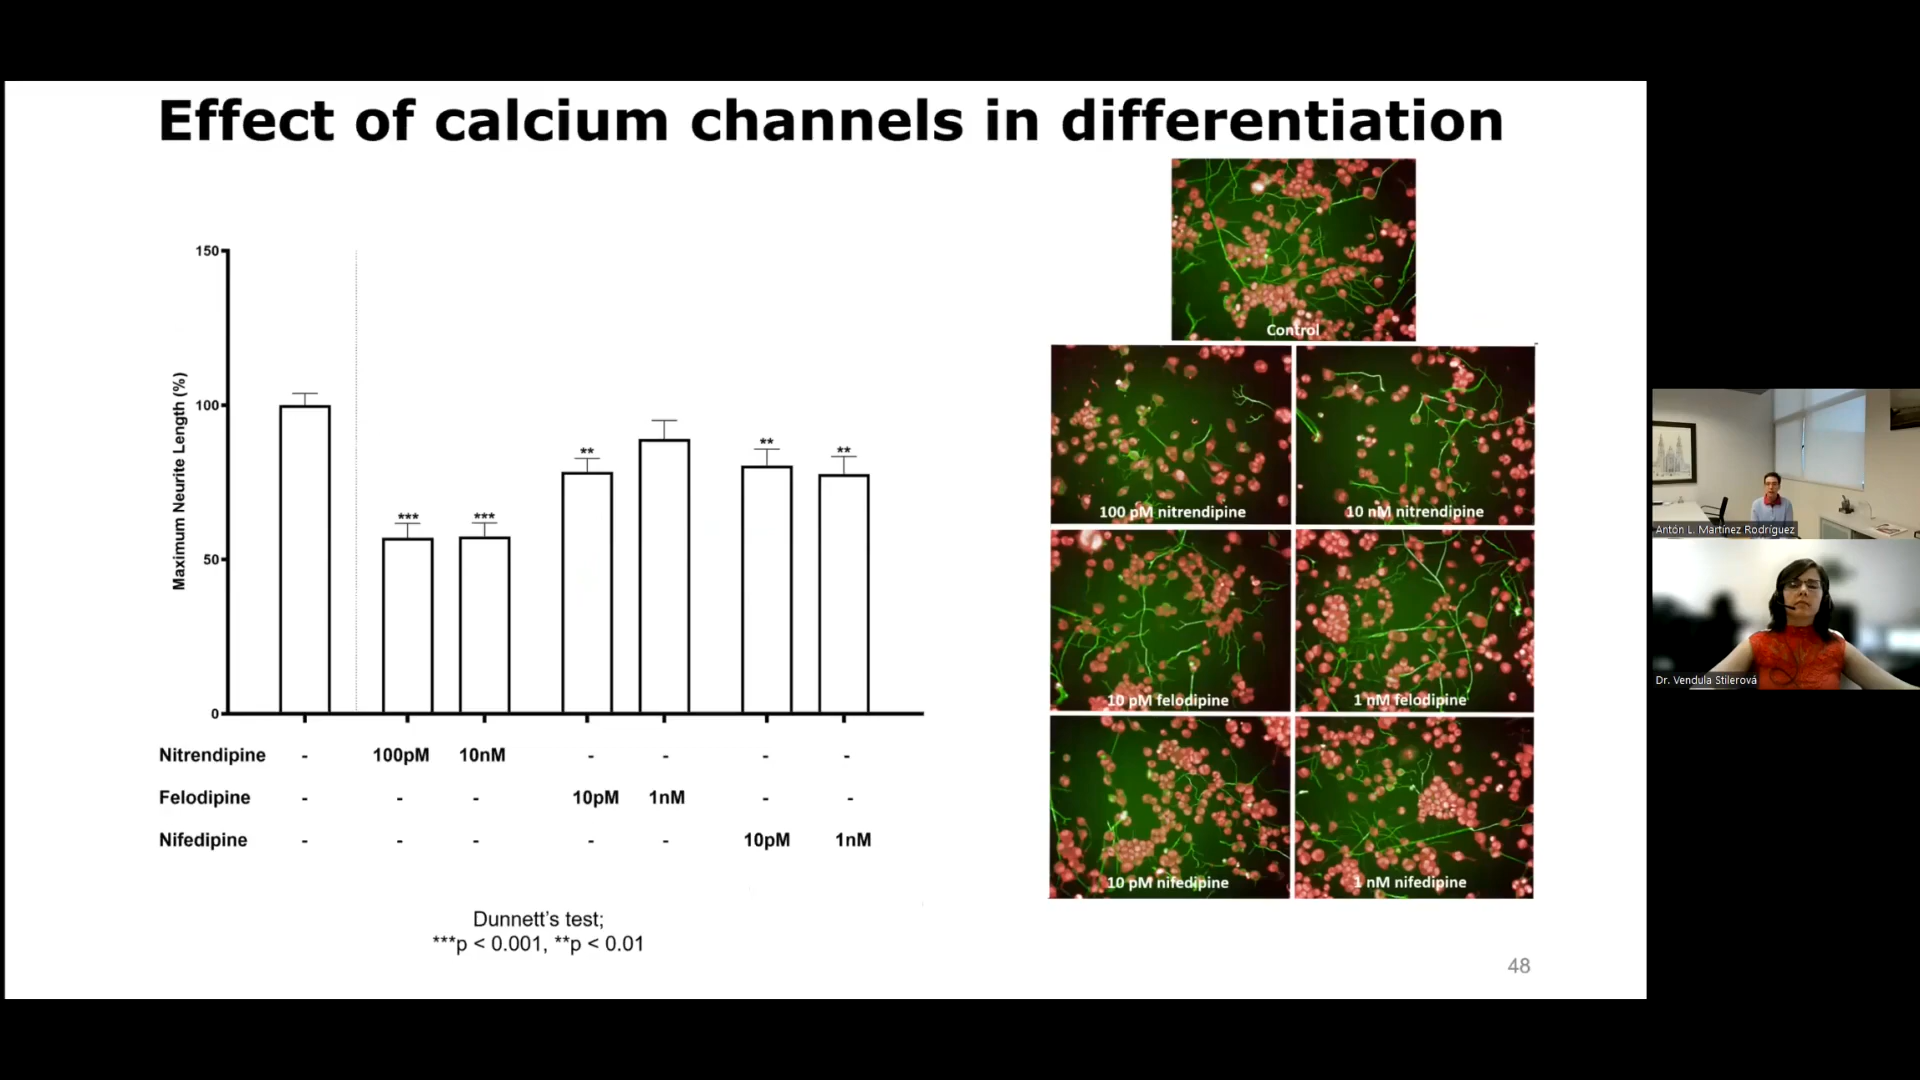 Effect of calcium channels in differentiation
Maximum Neurite Length (%)
150
100
50
0
***
***
**
**
**
Nitrendipine - 100pM 10nM - - - -
Felodipine - - - 10pM 1nM - -
Nifedipine - - - - - 10pM 1nM
Dunnett’s test;
***p < 0.001, **p < 0.01
Control
100 pM nitrendipine
10 nM nitrendipine
10 pM felodipine
1 nM felodipine
10 pM nifedipine
1 nM nifedipine
48
Antón L. Martínez Rodríguez
Dr. Vendula Stilerová